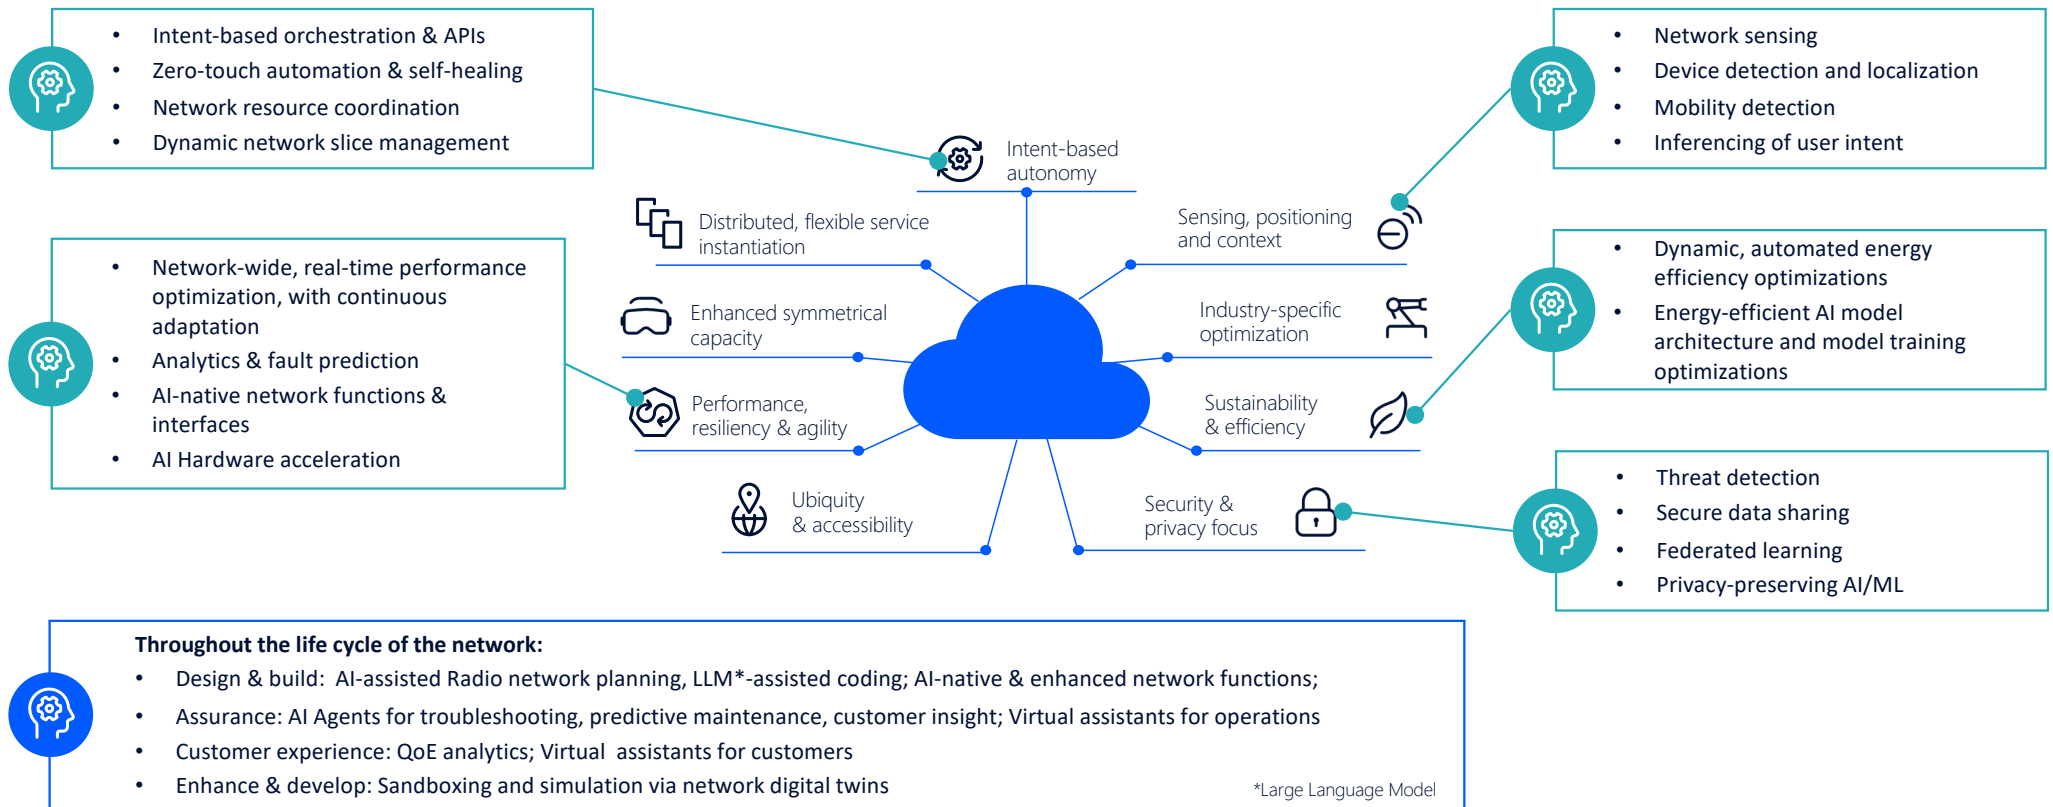 • Intent-based orchestration & APIs
• Zero-touch automation & self-healing
• Network resource coordination
• Dynamic network slice management
• Network sensing
• Device detection and localization
• Mobility detection
• Inferencing of user intent
Intent-based
autonomy
Distributed, flexible service
instantiation
Sensing, positioning
and context
• Network-wide, real-time performance
optimization, with continuous
adaptation
• Analytics & fault prediction
• AI-native network functions &
interfaces
• AI Hardware acceleration
Enhanced symmetrical
capacity
Industry-specific
optimization
• Dynamic, automated energy
efficiency optimizations
• Energy-efficient AI model
architecture and model training
optimizations
Performance,
resiliency & agility
Sustainability
& efficiency
Ubiquity
& accessibility
Security &
privacy focus
• Threat detection
• Secure data sharing
• Federated learning
• Privacy-preserving AI/ML
Throughout the life cycle of the network:
• Design & build: AI-assisted Radio network planning, LLM*-assisted coding; AI-native & enhanced network functions;
• Assurance: AI Agents for troubleshooting, predictive maintenance, customer insight; Virtual assistants for operations
• Customer experience: QoE analytics; Virtual assistants for customers
• Enhance & develop: Sandboxing and simulation via network digital twins
*Large Language Model